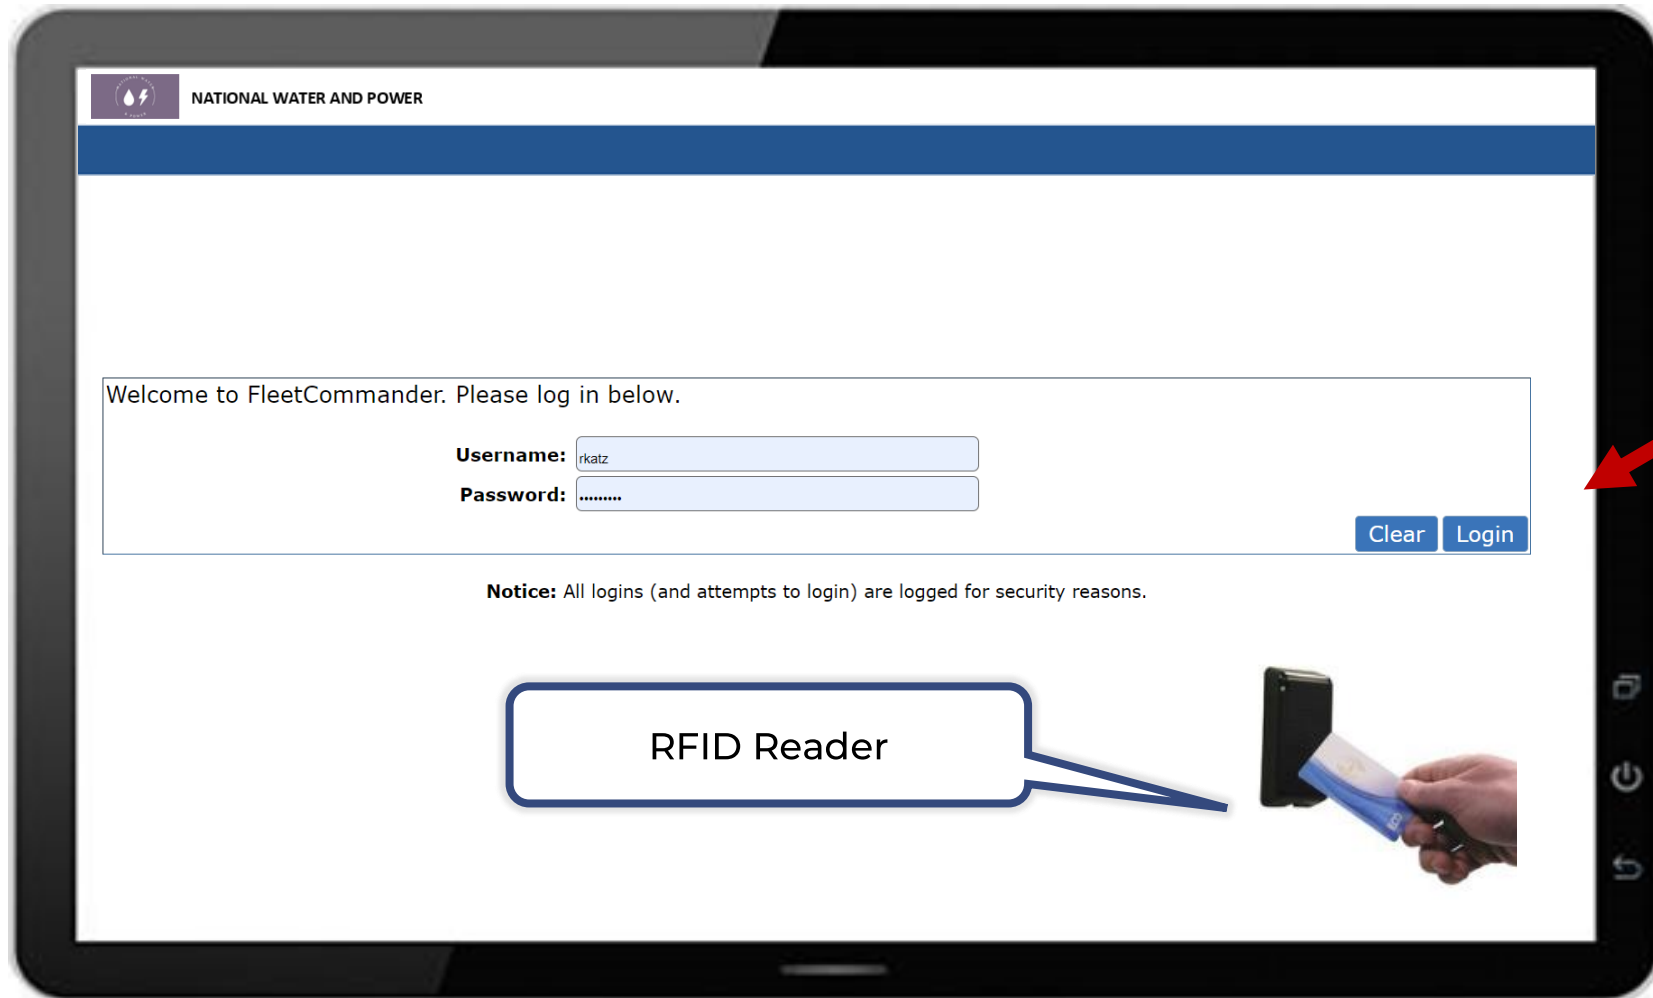 NATIONAL WATER AND POWER
Welcome to FleetCommander. Please log in below.
Username: rkatz
Password: .........
Clear Login
Notice: All logins (and attempts to login) are logged for security reasons.
RFID Reader
ECO